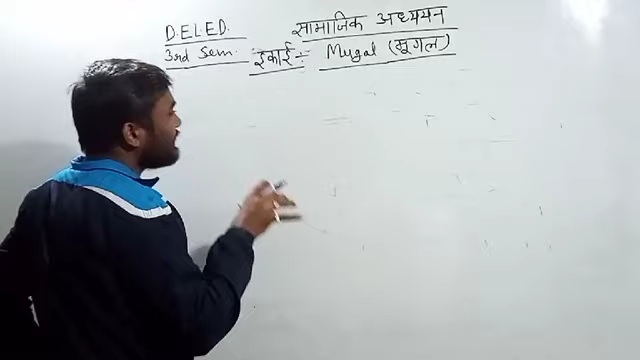 D.EL.ED. सामाजिक अध्ययन
3rd Sem. इकाई :- Mugal (मुगल)